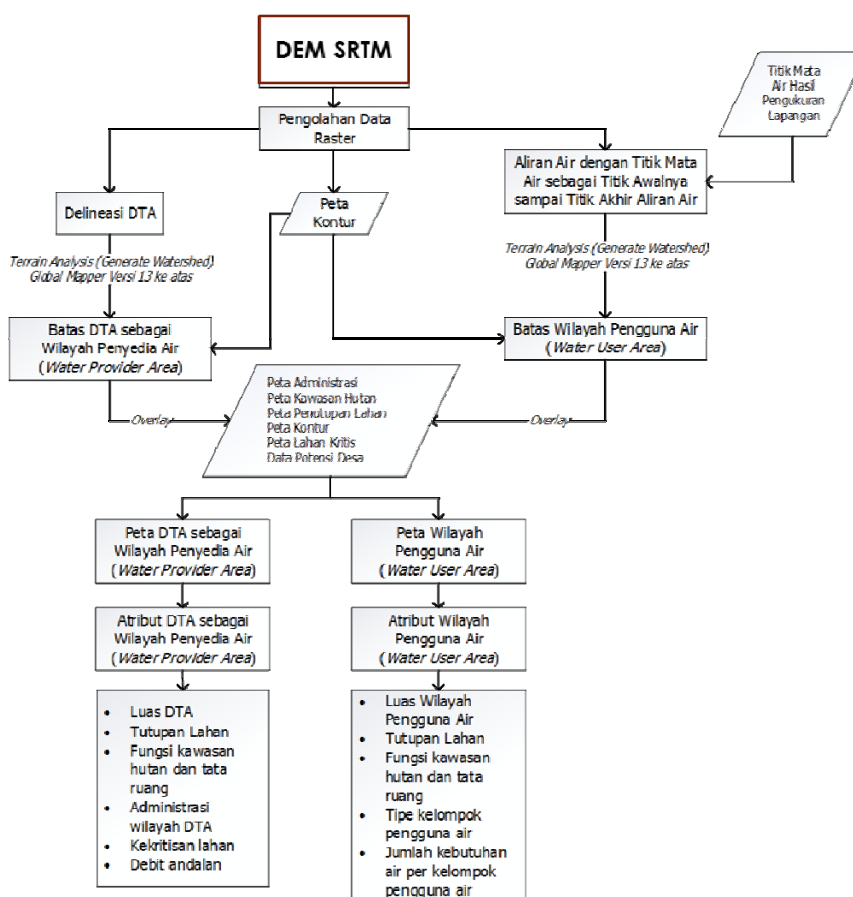 DEM SRTM
Titik Mata
Air Hasil
Pengukuran
Lapangan
Pengolahan Data
Raster
Aliran Air dengan Titik Mata
Air sebagai Titik Awalnya
sampai Titik Akhir Aliran Air
Delineasi DTA
Peta
Kontur
Terrain Analysis (Generate Watershed)
Global Mapper Versi 13 ke atas
Terrain Analysis (Generate Watershed)
Global Mapper Versi 13 ke atas
Batas DTA sebagai
Wilayah Penyedia Air
(Water Provider Area)
Batas Wilayah Pengguna Air
(Water User Area)
Overlay
Peta Administrasi
Peta Kawasan Hutan
Peta Penutupan Lahan
Peta Kontur
Peta Lahan Kritis
Data Potensi Desa
Overlay
Peta DTA sebagai
Wilayah Penyedia Air
(Water Provider Area)
Peta Wilayah
Pengguna Air
(Water User Area)
Atribut DTA sebagai
Wilayah Penyedia Air
(Water Provider Area)
Atribut Wilayah
Pengguna Air
(Water User Area)
• Luas DTA
• Tutupan Lahan
• Fungsi kawasan
hutan dan tata
ruang
• Administrasi
wilayah DTA
• Kekritisan lahan
• Debit andalan
• Luas Wilayah
Pengguna Air
• Tutupan Lahan
• Fungsi kawasan
hutan dan tata
ruang
• Tipe kelompok
pengguna air
• Jumlah kebutuhan
air per kelompok
pengguna air